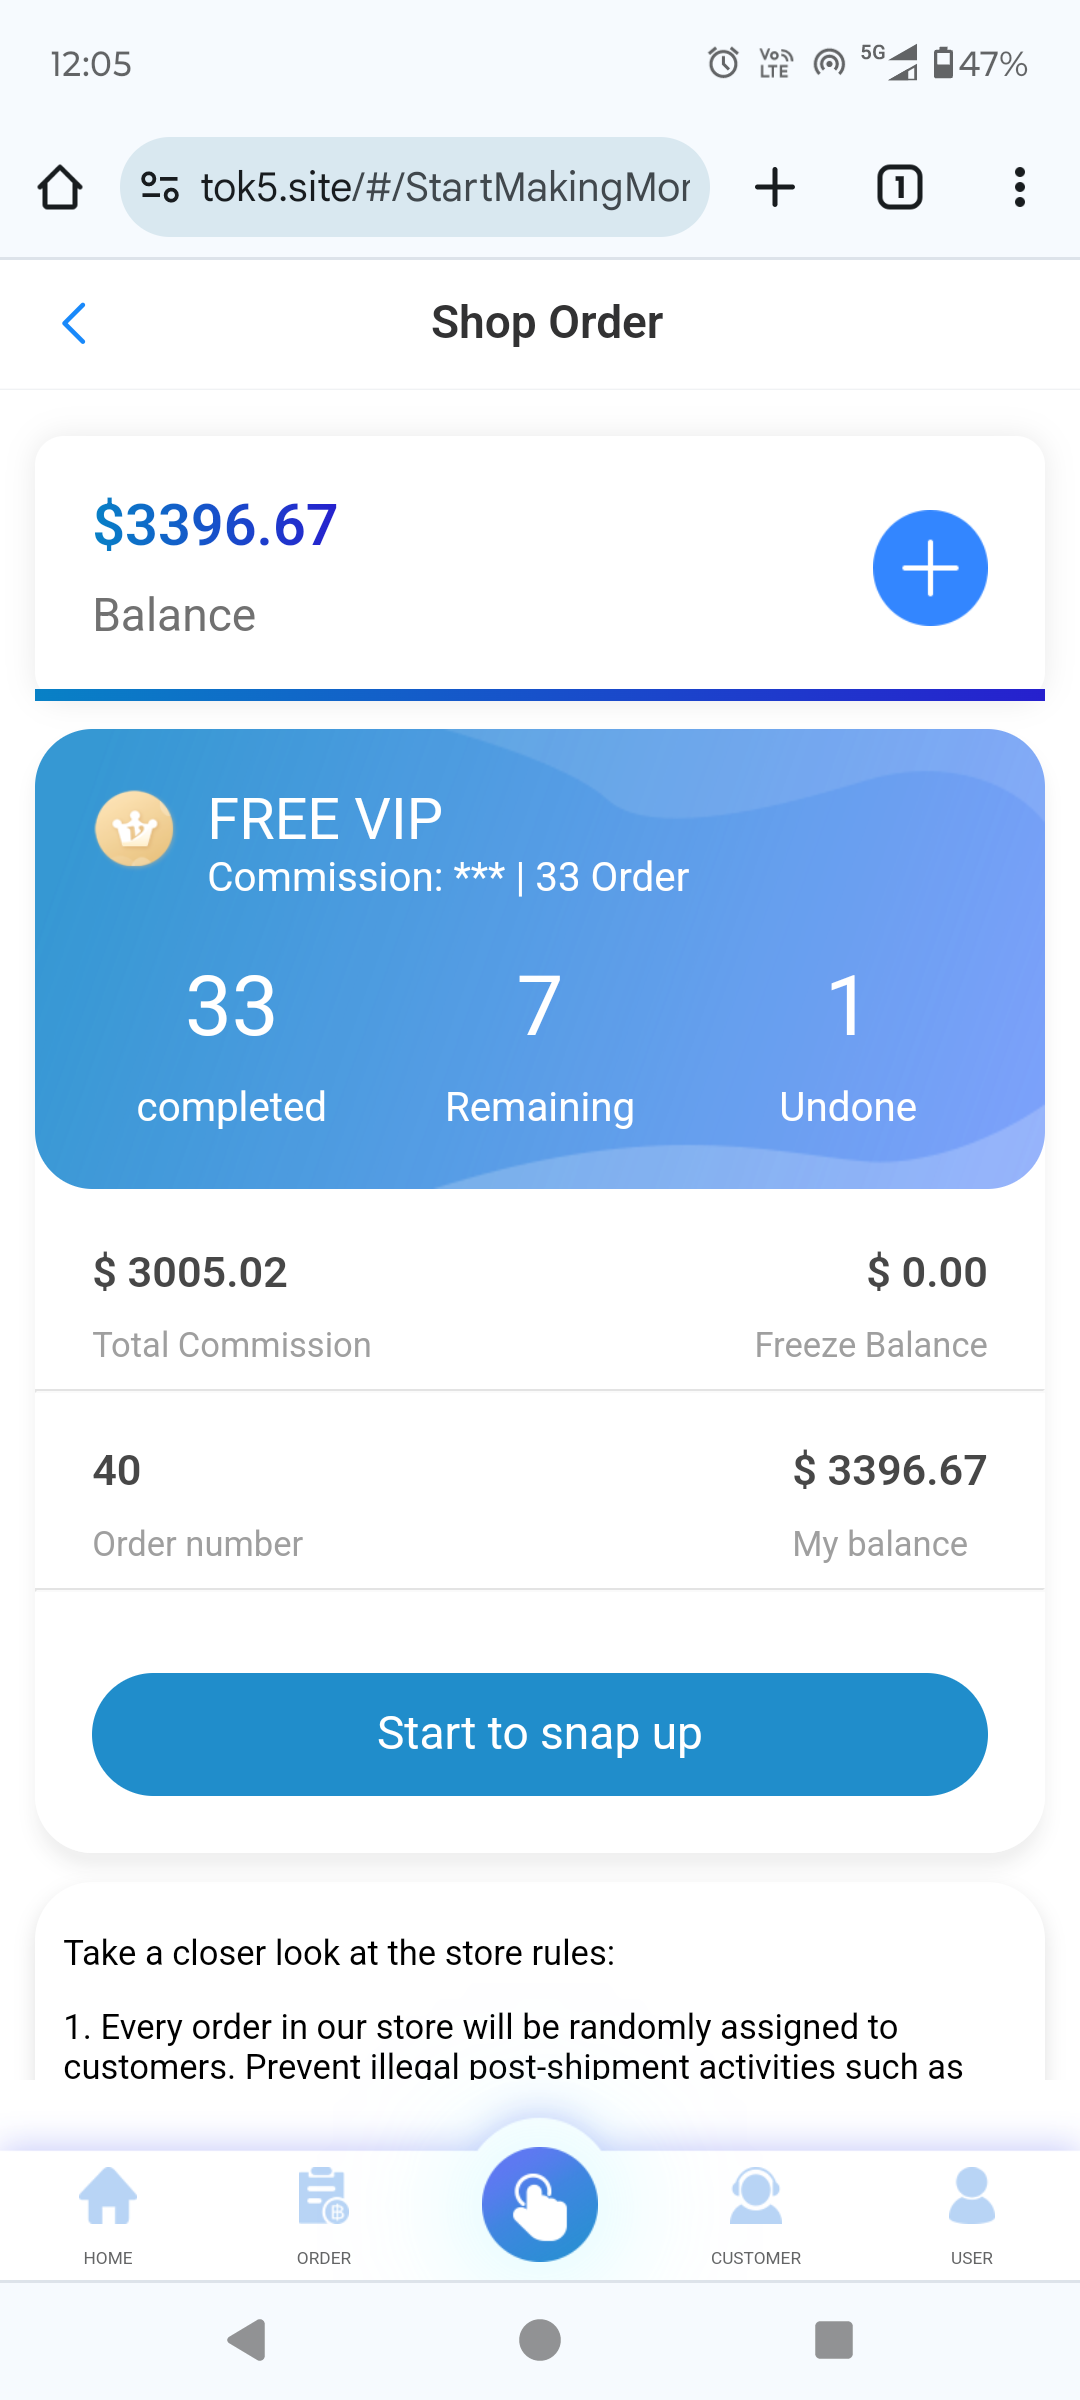 12:05
Vo LTE
5G
47%
tok5.site/#/StartMakingMor
1
Shop Order
$3396.67
Balance
FREE VIP
Commission: *** | 33 Order
33 7 1
completed Remaining Undone
$ 3005.02 $ 0.00
Total Commission Freeze Balance
40 $ 3396.67
Order number My balance
Start to snap up
Take a closer look at the store rules:
1. Every order in our store will be randomly assigned to
customers. Prevent illegal post-shipment activities such as
HOME ORDER CUSTOMER USER